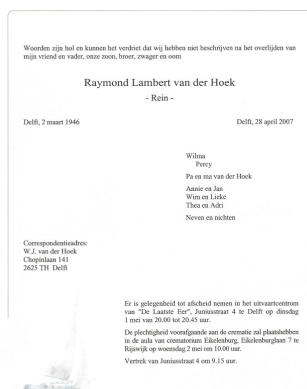 Woorden zijn hol en kunnen het verdriet dat wij hebben niet beschrijven na het overlijden van
mijn vriend en vader, onze zoon, broer, zwager en oom
Raymond Lambert van der Hoek
- Rein -
Delft, 2 maart 1946
Delft, 28 april 2007
Wilma
Percy
Pa en ma van der Hoek
Annie en Jan
Wim en Lieke
Thea en Adri
Neven en nichten
Correspondentieadres:
W.J. van der Hoek
Chopinlaan 141
2625 TH Delft
Er is gelegenheid tot afscheid nemen in het uitvaartcentrum
van "De Laatste Eer", Juniusstraat 4 te Delft op dinsdag
1 mei van 20.00 tot 20.45 uur.
De plechtigheid voorafgaande aan de crematie zal plaatshebben
in de aula van crematorium Eikelenburg, Eikelenburglaan 7 te
Rijswijk op woensdag 2 mei om 10.00 uur.
Vertrek van Juniusstraat 4 om 9.15 uur.